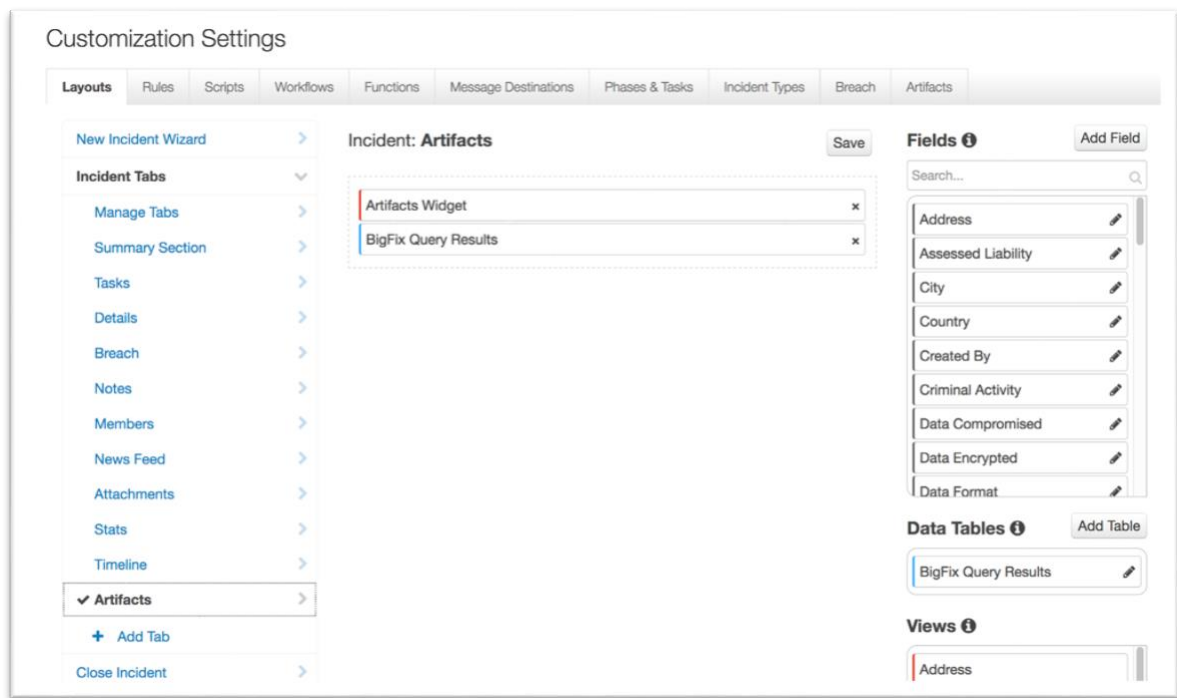 Customization Settings
Layouts Rules Scripts Workflows Functions Message Destinations Phases & Tasks Incident Types Breach Artifacts
New Incident Wizard
Incident Tabs
Manage Tabs
Summary Section
Tasks
Details
Breach
Notes
Members
News Feed
Attachments
Stats
Timeline
Artifacts
Add Tab
Close Incident
Incident: Artifacts
Save
Artifacts Widget
BigFix Query Results
Fields
Add Field
Search...
Address
Assessed Liability
City
Country
Created By
Criminal Activity
Data Compromised
Data Encrypted
Data Format
Data Tables
Add Table
BigFix Query Results
Views
Address